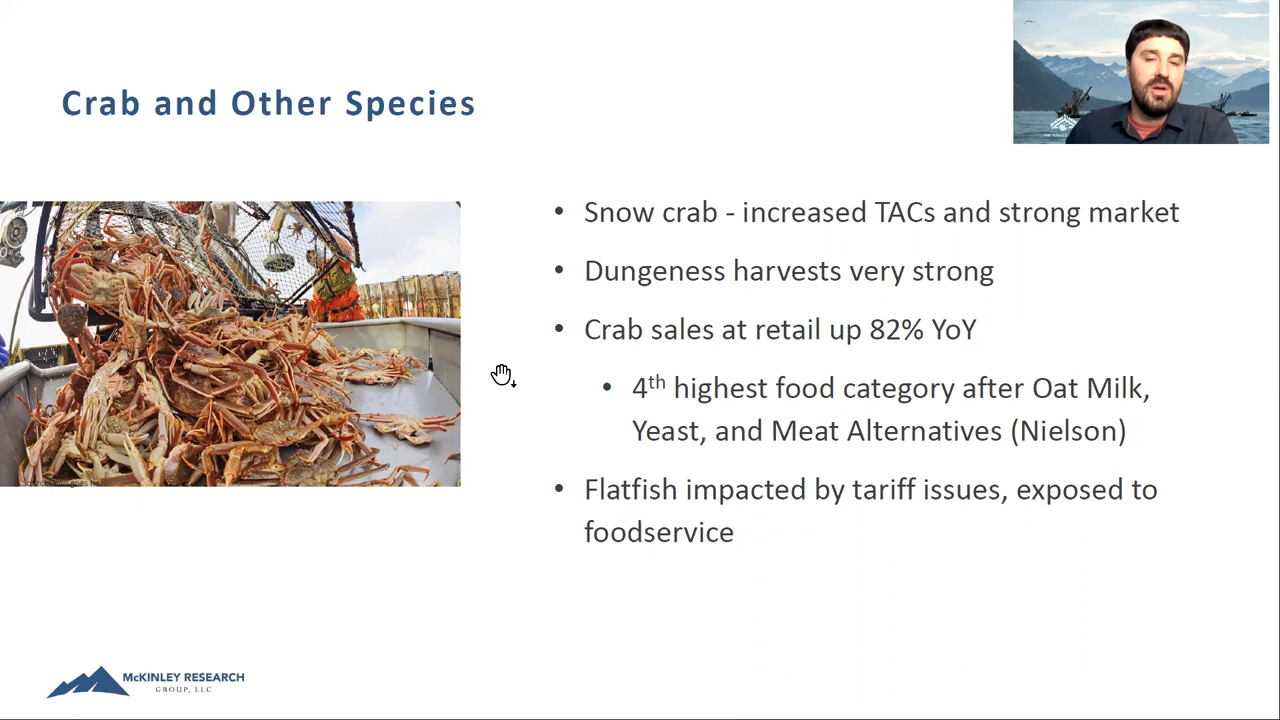 Crab and Other Species
• Snow crab - increased TACs and strong market
• Dungeness harvests very strong
• Crab sales at retail up 82% YoY
• 4th highest food category after Oat Milk,
Yeast, and Meat Alternatives (Nielson)
• Flatfish impacted by tariff issues, exposed to
foodservice
McKINLEY RESEARCH
GROUP, LLC